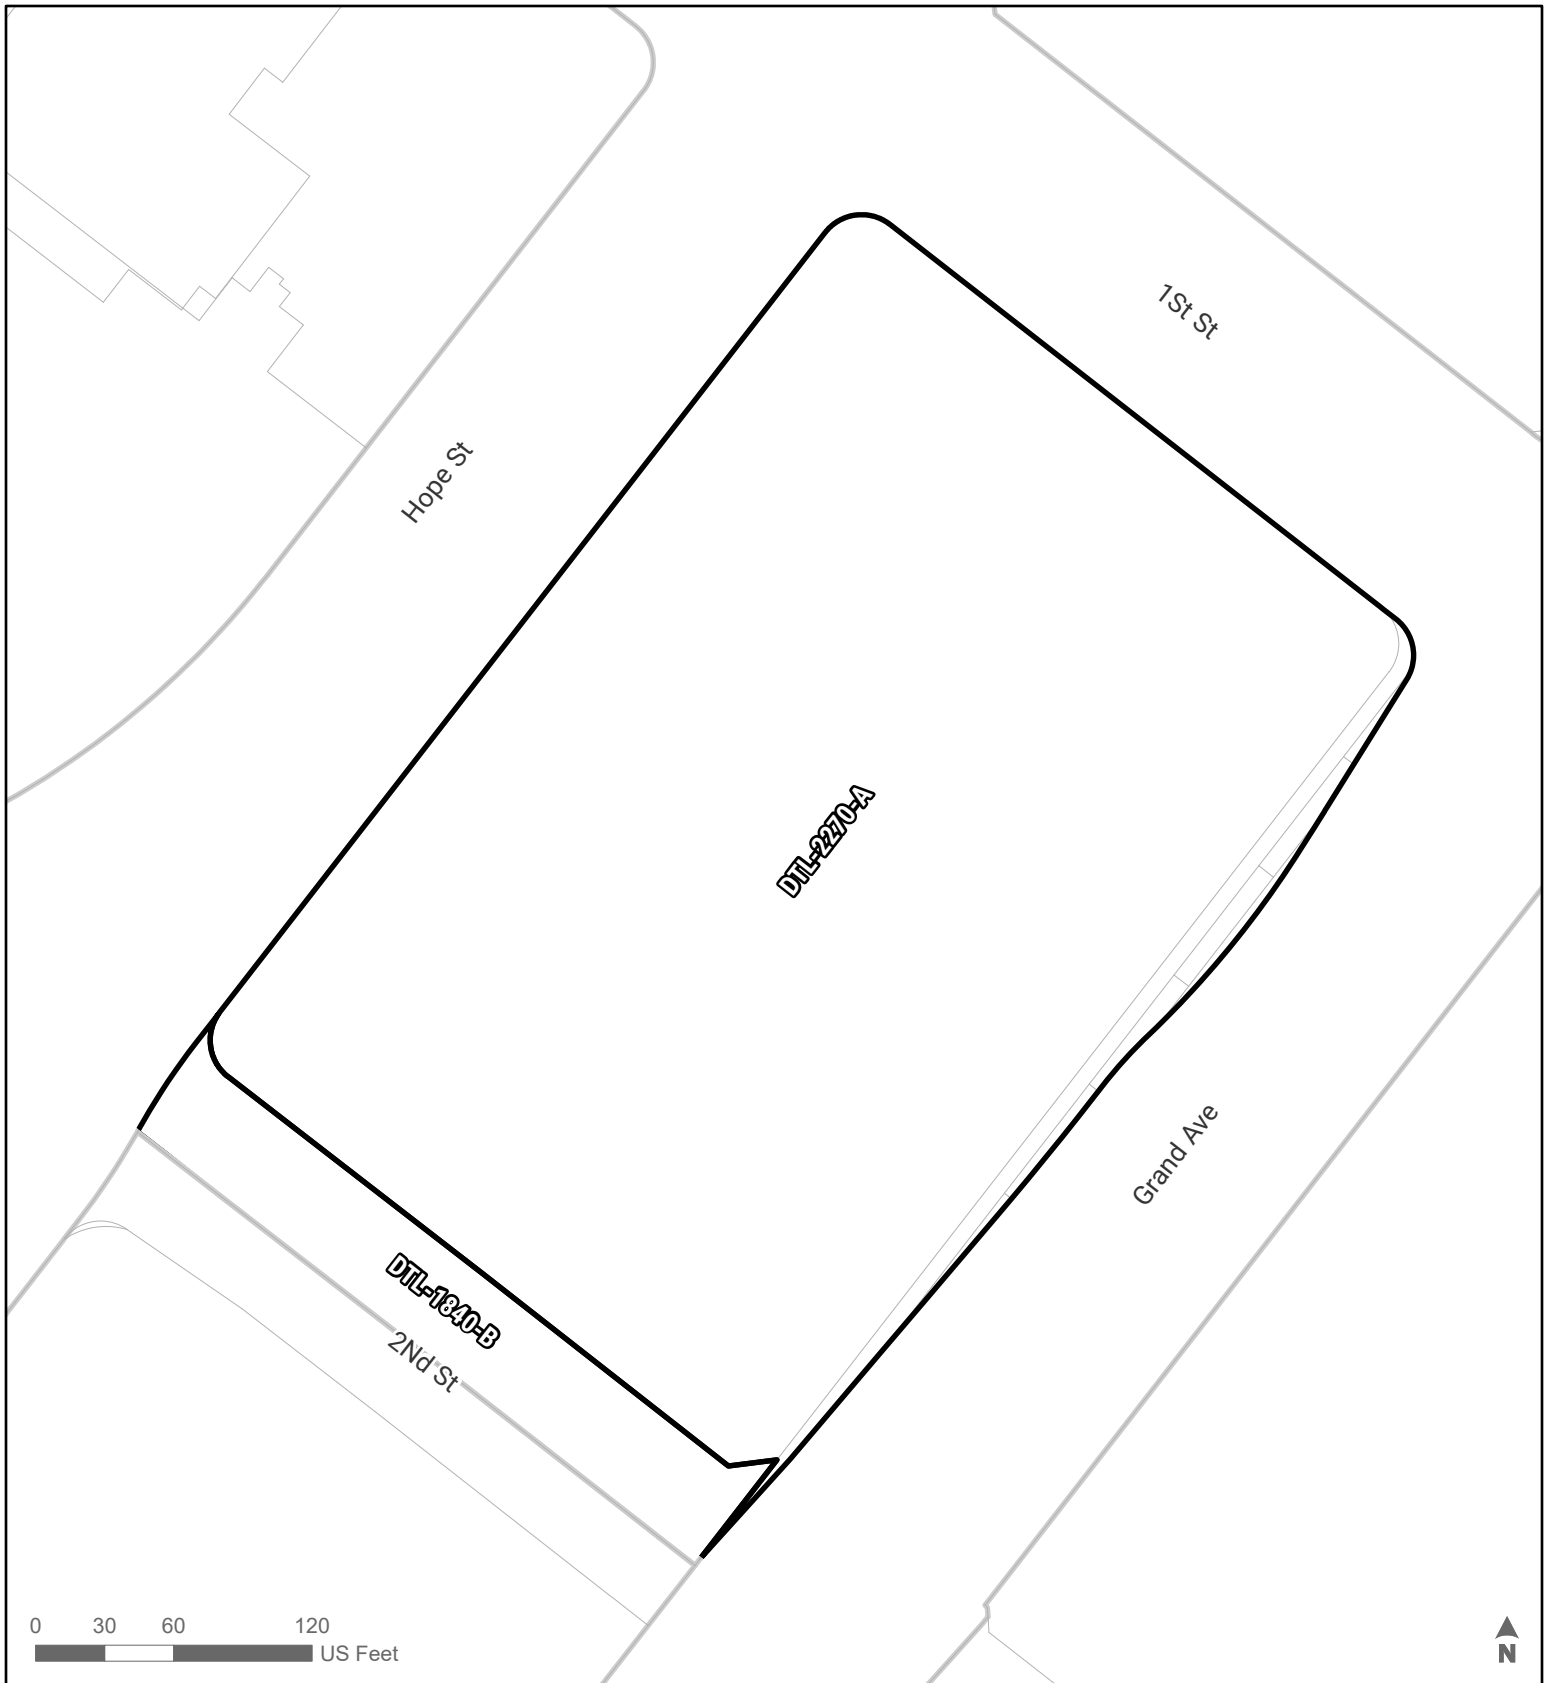 1St St
Hope St
DTL-2270-A
Grand Ave
DTL-1840-B
2Nd St
0 30 60 120
US Feet
N